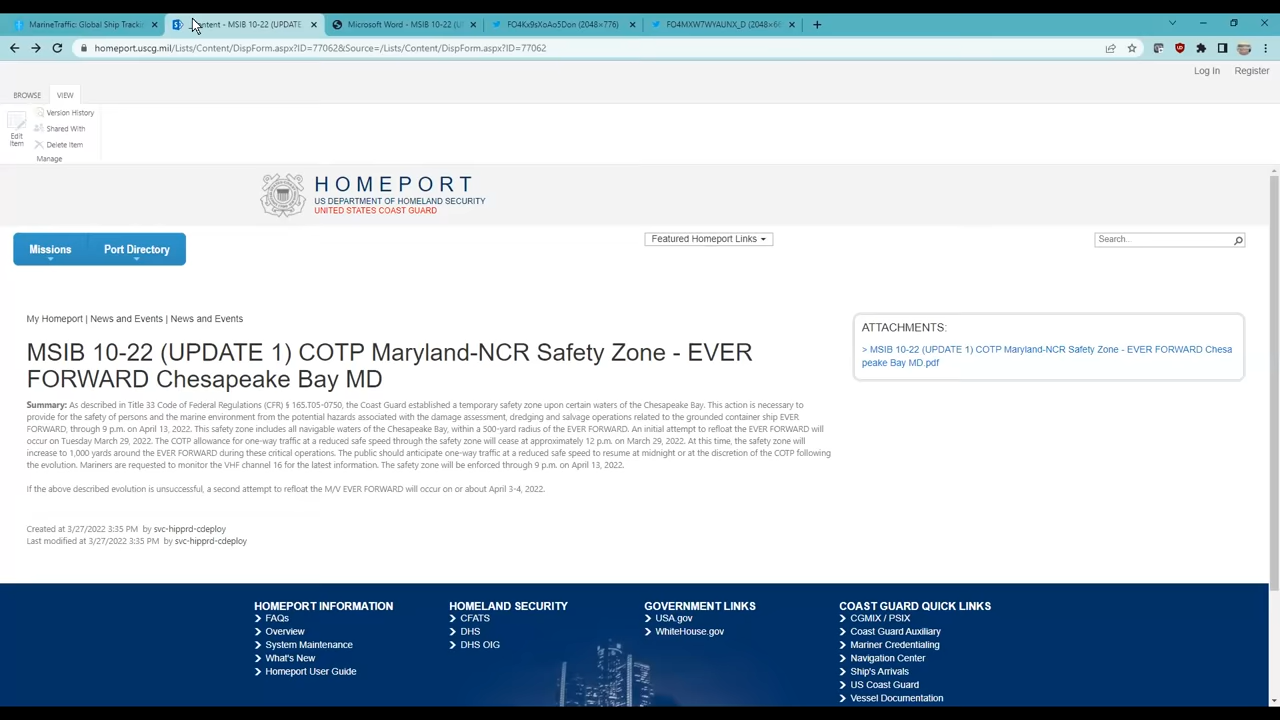 MarineTraffic: Global Ship Tracki
Content - MSIB 10-22 (UPDATE
Microsoft Word - MSIB 10-22 (U
FO4Kx9sXoAo5Don (2048×776)
FO4MXW7WYAUNX_D (2048×6
homeport.uscg.mil/Lists/Content/DispForm.aspx?ID=77062&Source=/Lists/Content/DispForm.aspx?ID=77062
Log In Register
BROWSE VIEW
Edit Item
Version History
Shared With
Delete Item
Manage
HOMEPORT
US DEPARTMENT OF HOMELAND SECURITY
UNITED STATES COAST GUARD
Missions Port Directory
Featured Homeport Links
Search...
My Homeport | News and Events | News and Events
MSIB 10-22 (UPDATE 1) COTP Maryland-NCR Safety Zone - EVER
FORWARD Chesapeake Bay MD
Summary: As described in Title 33 Code of Federal Regulations (CFR) § 165.T05-0750, the Coast Guard established a temporary safety zone upon certain waters of the Chesapeake Bay. This action is necessary to
provide for the safety of persons and the marine environment from the potential hazards associated with the damage assessment, dredging and salvage operations related to the grounded container ship EVER
FORWARD, through 9 p.m. on April 13, 2022. This safety zone includes all navigable waters of the Chesapeake Bay, within a 500-yard radius of the EVER FORWARD. An initial attempt to refloat the EVER FORWARD will
occur on Tuesday March 29, 2022. The COTP allowance for one-way traffic at a reduced safe speed through the safety zone will cease at approximately 12 p.m. on March 29, 2022. At this time, the safety zone will
increase to 1,000 yards around the EVER FORWARD during these critical operations. The public should anticipate one-way traffic at a reduced safe speed to resume at midnight or at the discretion of the COTP following
the evolution. Mariners are requested to monitor the VHF channel 16 for the latest information. The safety zone will be enforced through 9 p.m. on April 13, 2022.
If the above described evolution is unsuccessful, a second attempt to refloat the M/V EVER FORWARD will occur on or about April 3-4, 2022.
Created at 3/27/2022 3:35 PM by svc-hipprd-cdeploy
Last modified at 3/27/2022 3:35 PM by svc-hipprd-cdeploy
ATTACHMENTS:
> MSIB 10-22 (UPDATE 1) COTP Maryland-NCR Safety Zone - EVER FORWARD Chesa
peake Bay MD.pdf
HOMEPORT INFORMATION
FAQs
Overview
System Maintenance
What's New
Homeport User Guide
HOMELAND SECURITY
CFATS
DHS
DHS OIG
GOVERNMENT LINKS
USA.gov
WhiteHouse.gov
COAST GUARD QUICK LINKS
CGMIX / PSIX
Coast Guard Auxiliary
Mariner Credentialing
Navigation Center
Ship's Arrivals
US Coast Guard
Vessel Documentation